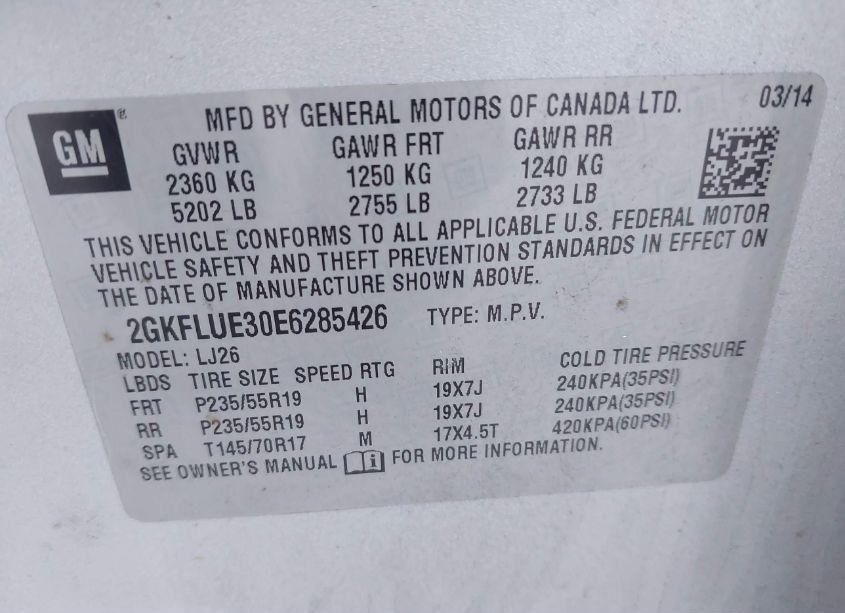 GM®
MFD BY GENERAL MOTORS OF CANADA LTD. 03/14
GVWR GAWR FRT GAWR RR
2360 KG 1250 KG 1240 KG
5202 LB 2755 LB 2733 LB
THIS VEHICLE CONFORMS TO ALL APPLICABLE U.S. FEDERAL MOTOR
VEHICLE SAFETY AND THEFT PREVENTION STANDARDS IN EFFECT ON
THE DATE OF MANUFACTURE SHOWN ABOVE.
2GKFLUE30E6285426 TYPE: M.P.V.
MODEL: LJ26
LBDS TIRE SIZE SPEED RTG RIM COLD TIRE PRESSURE
FRT P235/55R19 H 19X7J 240KPA(35PSI)
RR P235/55R19 H 19X7J 240KPA(35PSI)
SPA T145/70R17 M 17X4.5T 420KPA(60PSI)
SEE OWNER'S MANUAL FOR MORE INFORMATION.